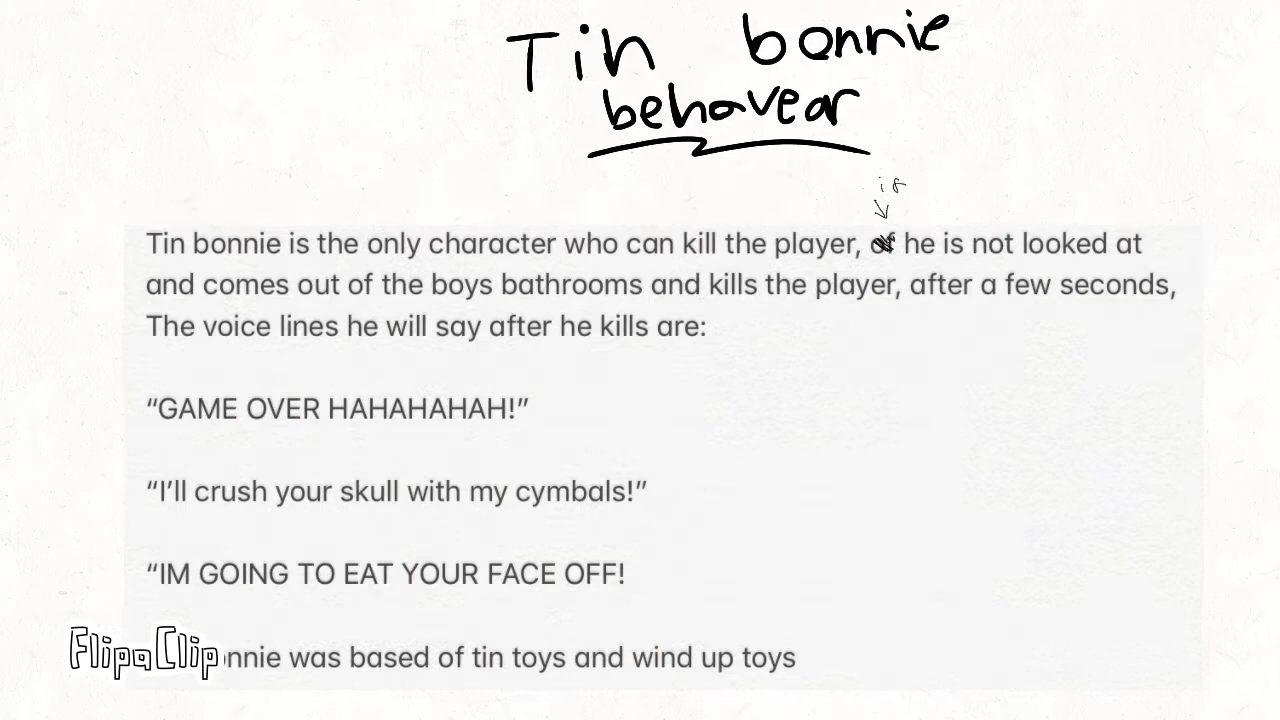 Tin bonnie
behavear
if
Tin bonnie is the only character who can kill the player, he is not looked at
and comes out of the boys bathrooms and kills the player, after a few seconds,
The voice lines he will say after he kills are:
“GAME OVER HAHAHAHAH!”
“I’ll crush your skull with my cymbals!”
“IM GOING TO EAT YOUR FACE OFF!
FlipaClip nnie was based of tin toys and wind up toys